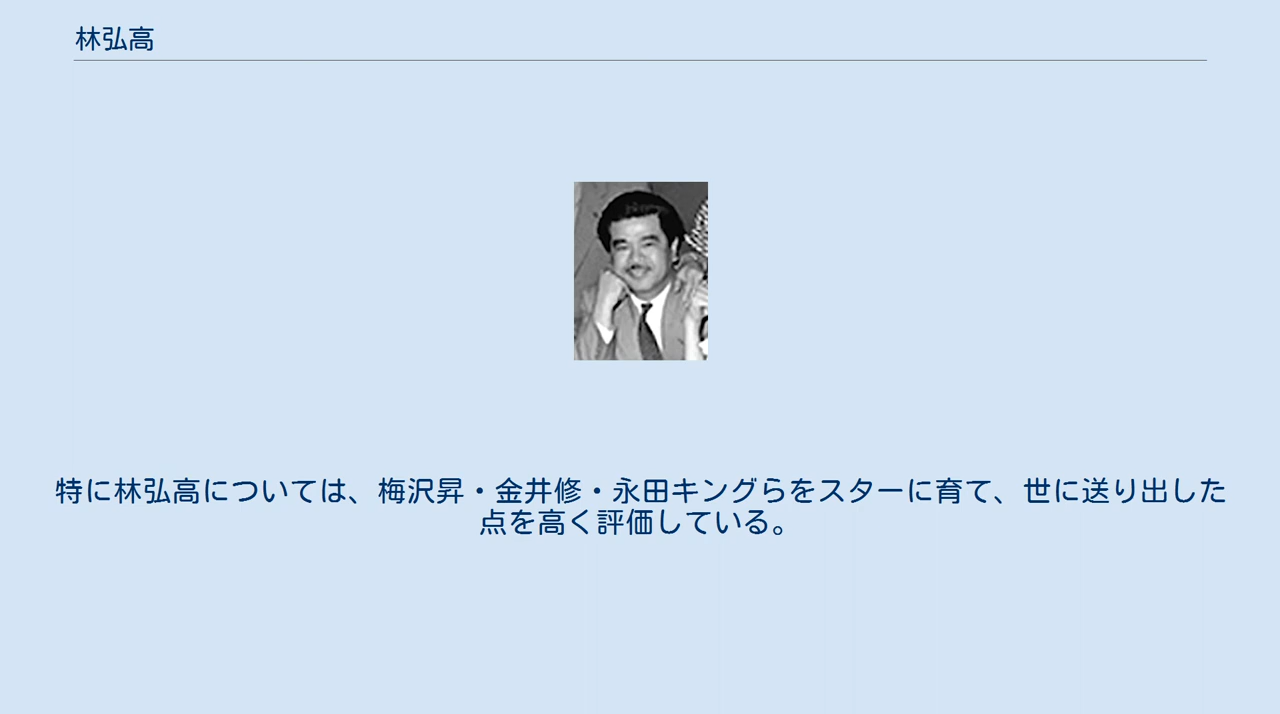 林弘高
特に林弘高については、梅沢昇・金井修・永田キングらをスターに育て、世に送り出した
点を高く評価している。